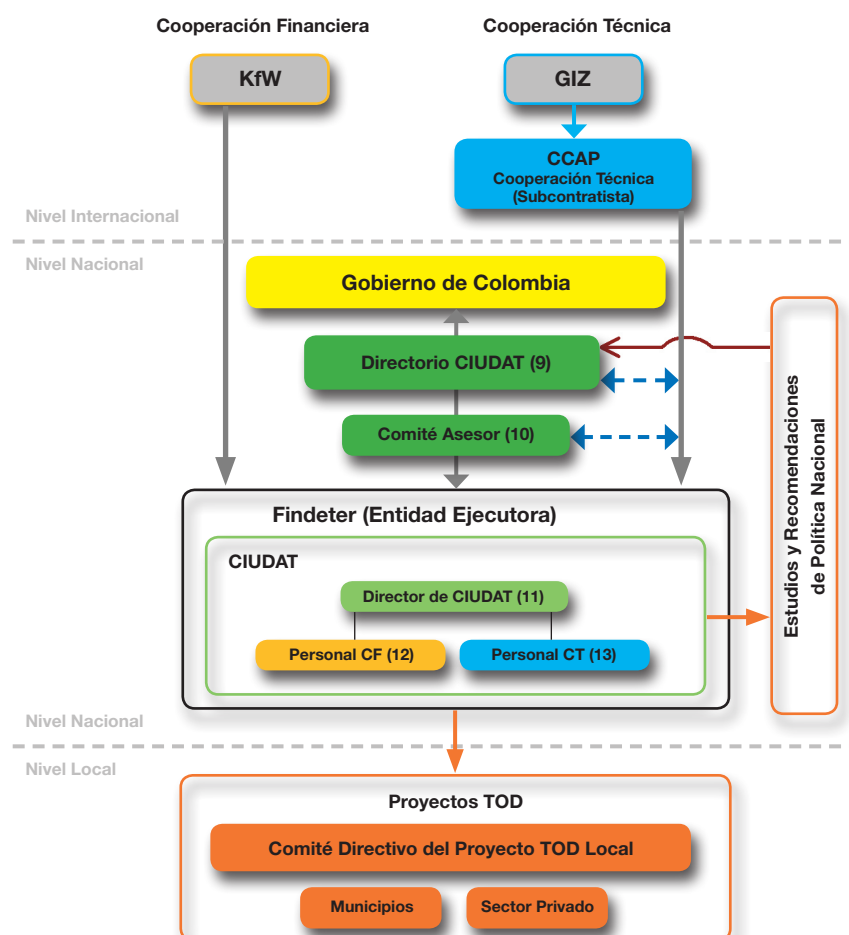 Cooperación Financiera
Cooperación Técnica
KfW
GIZ
CCAP
Cooperación Técnica
(Subcontratista)
Nivel Internacional
Nivel Nacional
Gobierno de Colombia
Directorio CIUDAT (9)
Comité Asesor (10)
Estudios y Recomendaciones
de Política Nacional
Findeter (Entidad Ejecutora)
CIUDAT
Director de CIUDAT (11)
Personal CF (12)
Personal CT (13)
Nivel Nacional
Nivel Local
Proyectos TOD
Comité Directivo del Proyecto TOD Local
Municipios
Sector Privado